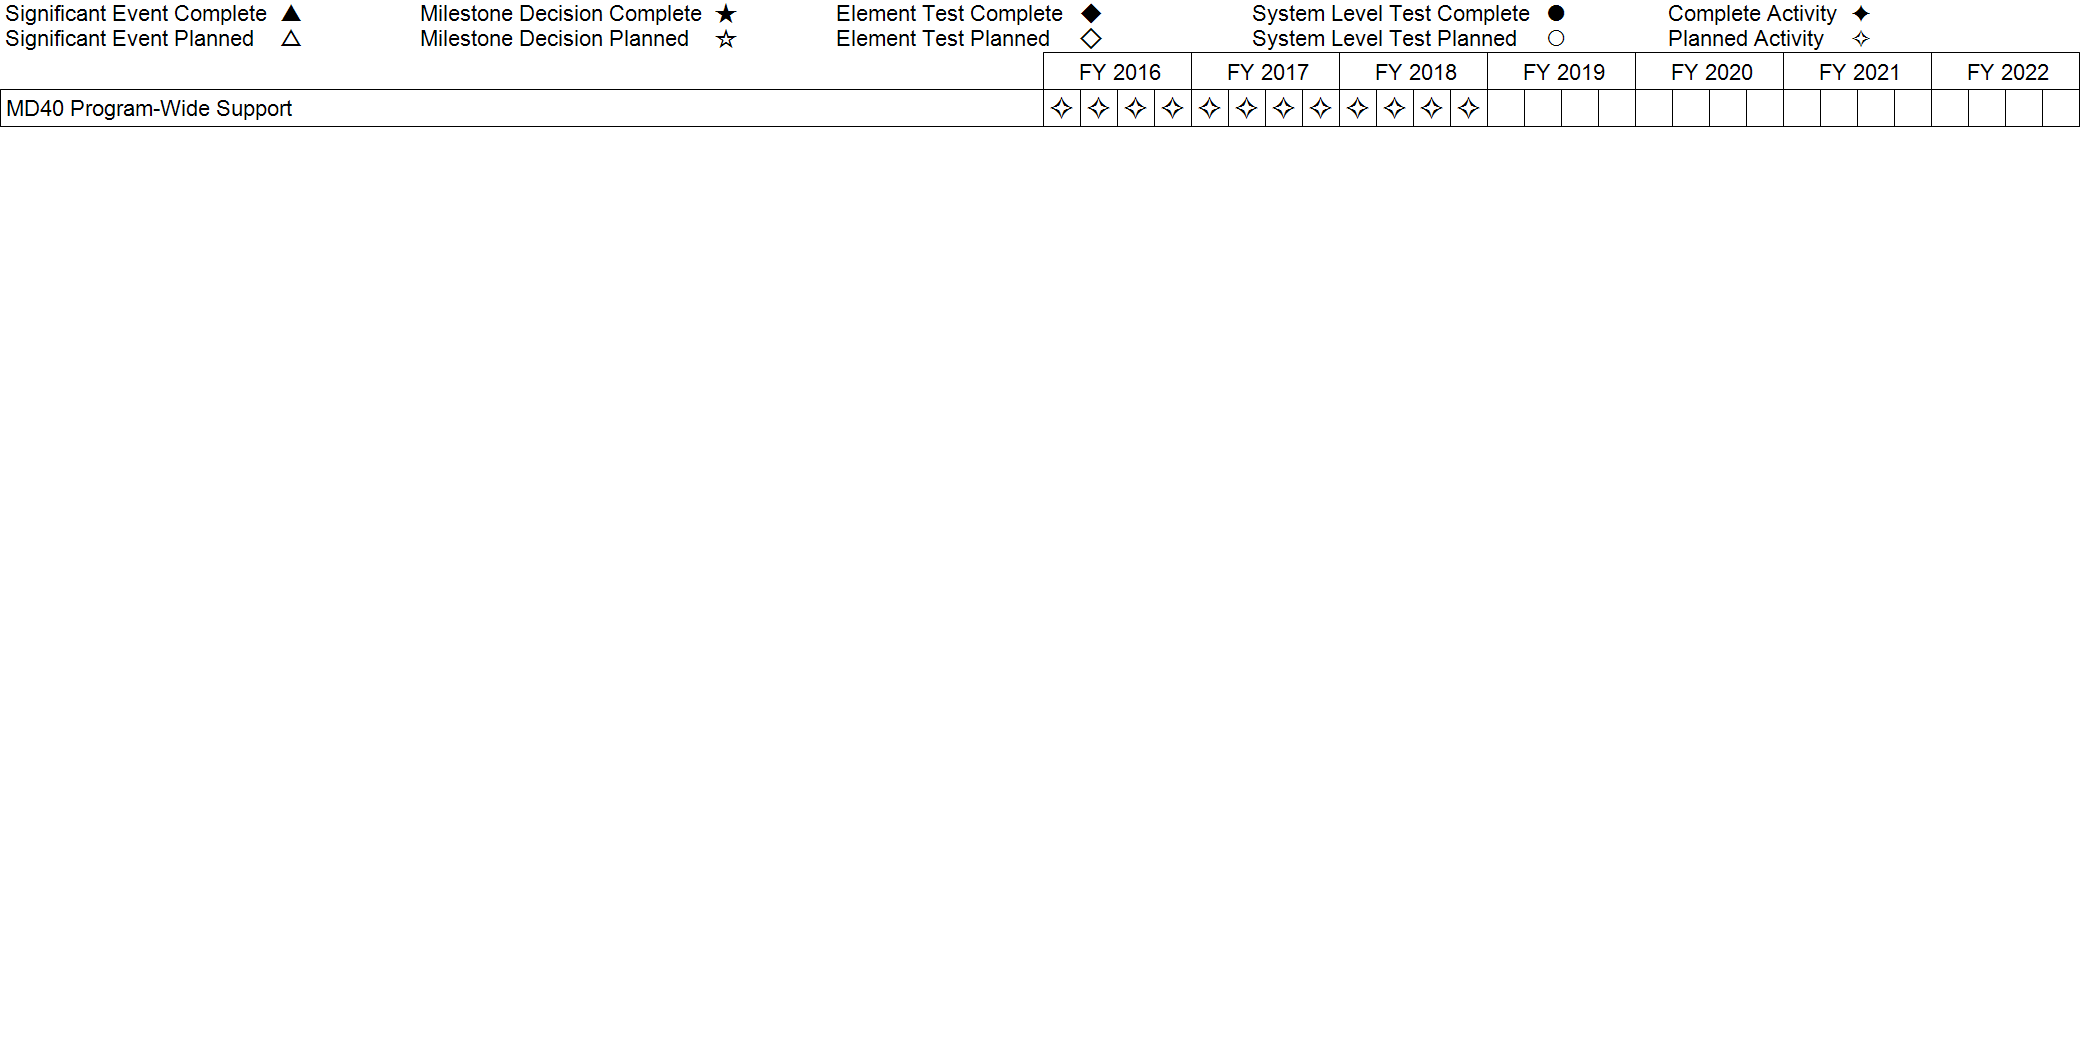 Significant Event Complete ▲ Milestone Decision Complete ★ Element Test Complete ◆ System Level Test Complete ● Complete Activity ✦
Significant Event Planned △ Milestone Decision Planned ☆ Element Test Planned ◇ System Level Test Planned ○ Planned Activity ✧
FY 2016 FY 2017 FY 2018 FY 2019 FY 2020 FY 2021 FY 2022
MD40 Program-Wide Support ✧ ✧ ✧ ✧ ✧ ✧ ✧ ✧ ✧ ✧ ✧ ✧